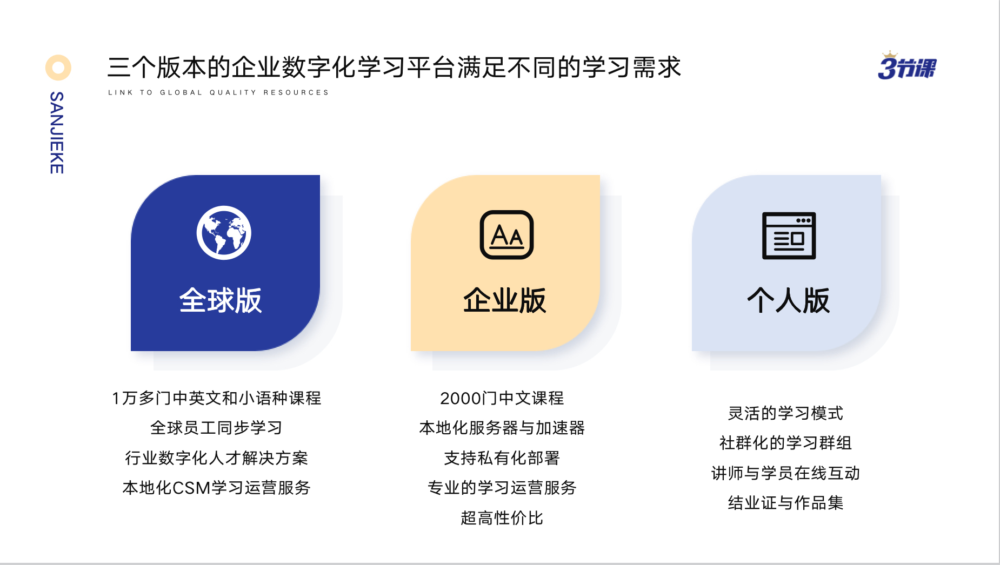 三个版本的企业数字化学习平台满足不同的学习需求
LINK TO GLOBAL QUALITY RESOURCES
3节课
SANJIEKE
全球版
1万多门中英文和小语种课程
全球员工同步学习
行业数字化人才解决方案
本地化CSM学习运营服务
Aa
企业版
2000门中文课程
本地化服务器与加速器
支持私有化部署
专业的学习运营服务
超高性价比
个人版
灵活的学习模式
社群化的学习群组
讲师与学员在线互动
结业证与作品集